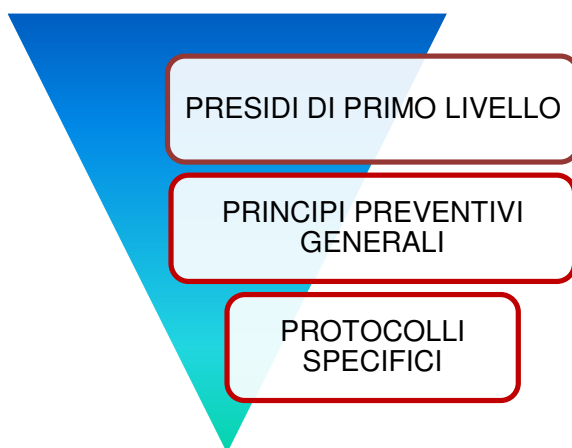 PRESIDI DI PRIMO LIVELLO
PRINCIPI PREVENTIVI
GENERALI
PROTOCOLLI
SPECIFICI